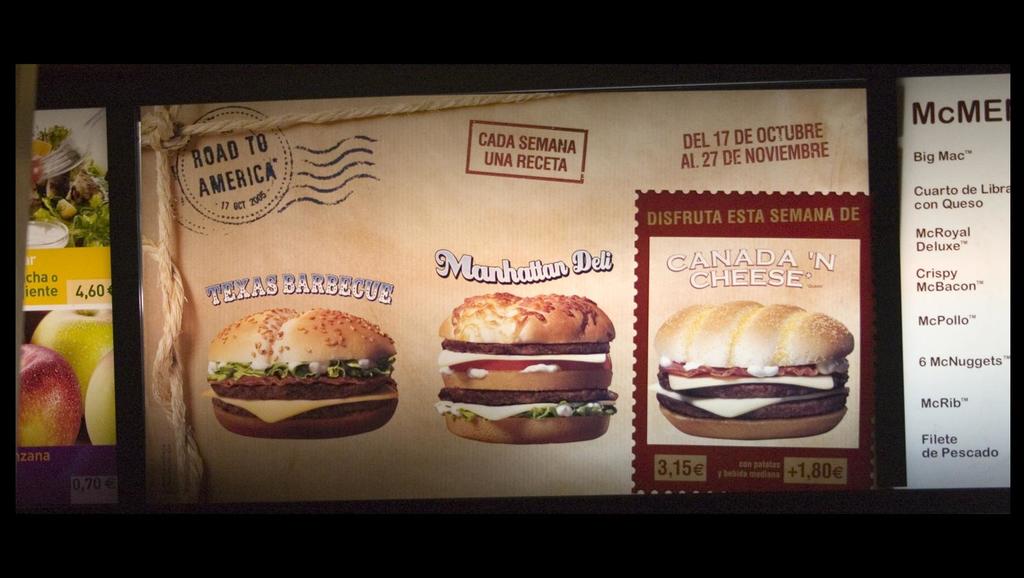 cha o
iente 4,60€
zana
0,70€
ROAD TO
AMERICA*
17 OCT 2005
CADA SEMANA
UNA RECETA
DEL 17 DE OCTUBRE
AL 27 DE NOVIEMBRE
TEXAS BARBECUE
Manhattan Deli
DISFRUTA ESTA SEMANA DE
CANADA 'N
CHEESE*
3,15€
con patatas
y bebida mediana
+1,80€
McME
Big Mac™
Cuarto de Libra
con Queso
McRoyal
Deluxe™
Crispy
McBacon™
McPollo™
6 McNuggets™
McRib™
Filete
de Pescado